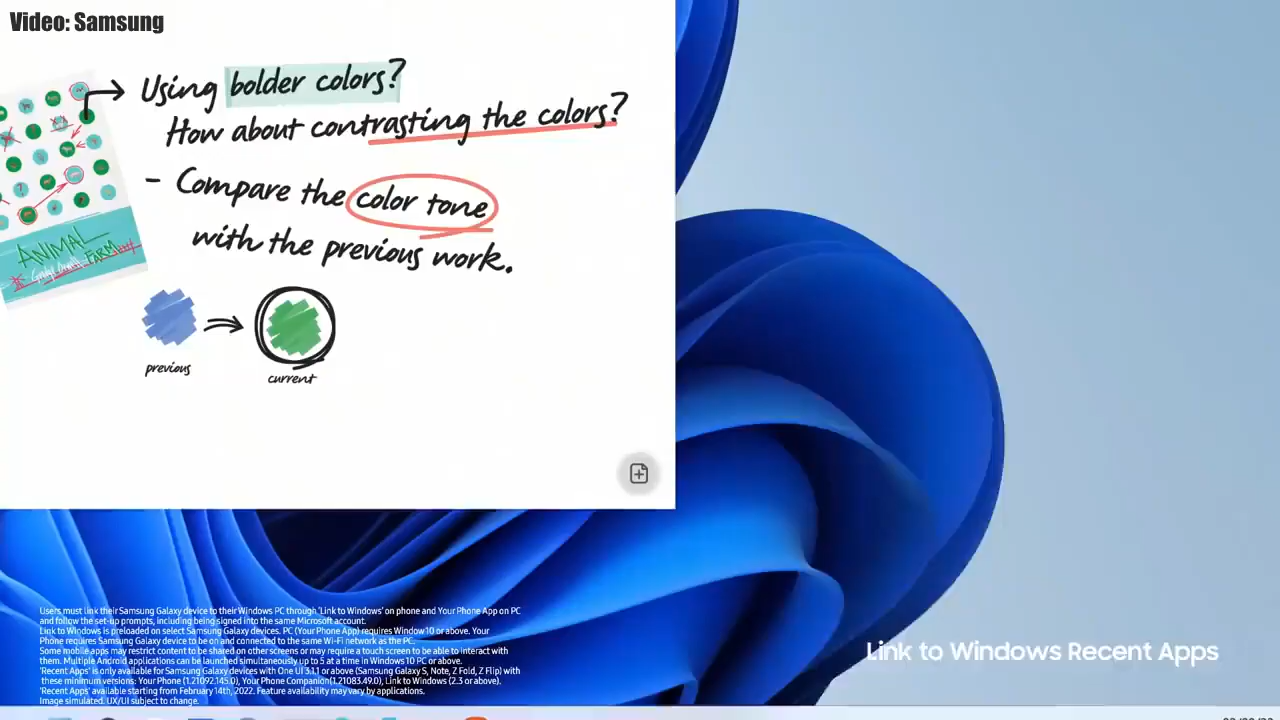 Video: Samsung
Using bolder colors?
How about contrasting the colors?
- Compare the color tone
with the previous work.
ANIMAL
FARM
previous
current
Users must link their Samsung Galaxy device to their Windows PC through 'Link to Windows' on phone and Your Phone App on PC
and follow the set-up prompts, including being signed into the same Microsoft account.
Link to Windows is preloaded on select Samsung Galaxy devices. PC (Your Phone App) requires Window 10 or above. Your
Phone requires Samsung Galaxy device to be on and connected to the same Wi-Fi network as the PC.
Some mobile apps may restrict content to be shared on other screens or may require a touch screen to be able to interact with
them. Multiple Android applications can be launched simultaneously up to 5 at a time in Windows 10 PC or above.
'Recent Apps' is only available for Samsung Galaxy devices with One UI 3.1.1 or above (Samsung Galaxy S, Note, Z Fold, Z Flip) with
these minimum versions: Your Phone (1.21092.145.0), Your Phone Companion (1.21083.49.0), Link to Windows (2.3 or above).
'Recent Apps' available starting from February 14th, 2022. Feature availability may vary by applications.
Image simulated. UX/UI subject to change.
Link to Windows Recent Apps